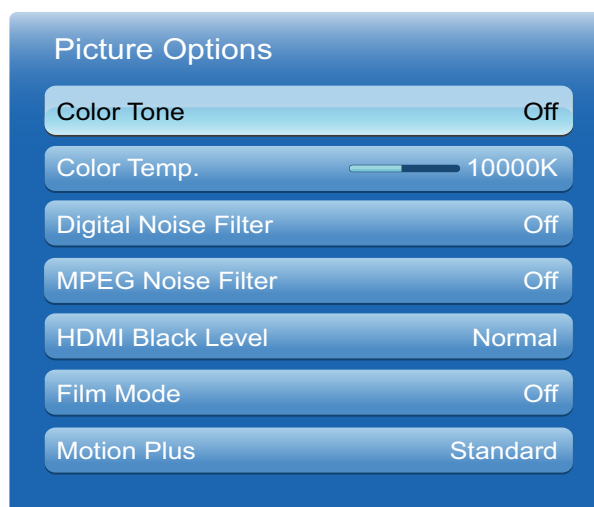 Picture Options
Color Tone Off
Color Temp. 10000K
Digital Noise Filter Off
MPEG Noise Filter Off
HDMI Black Level Normal
Film Mode Off
Motion Plus Standard